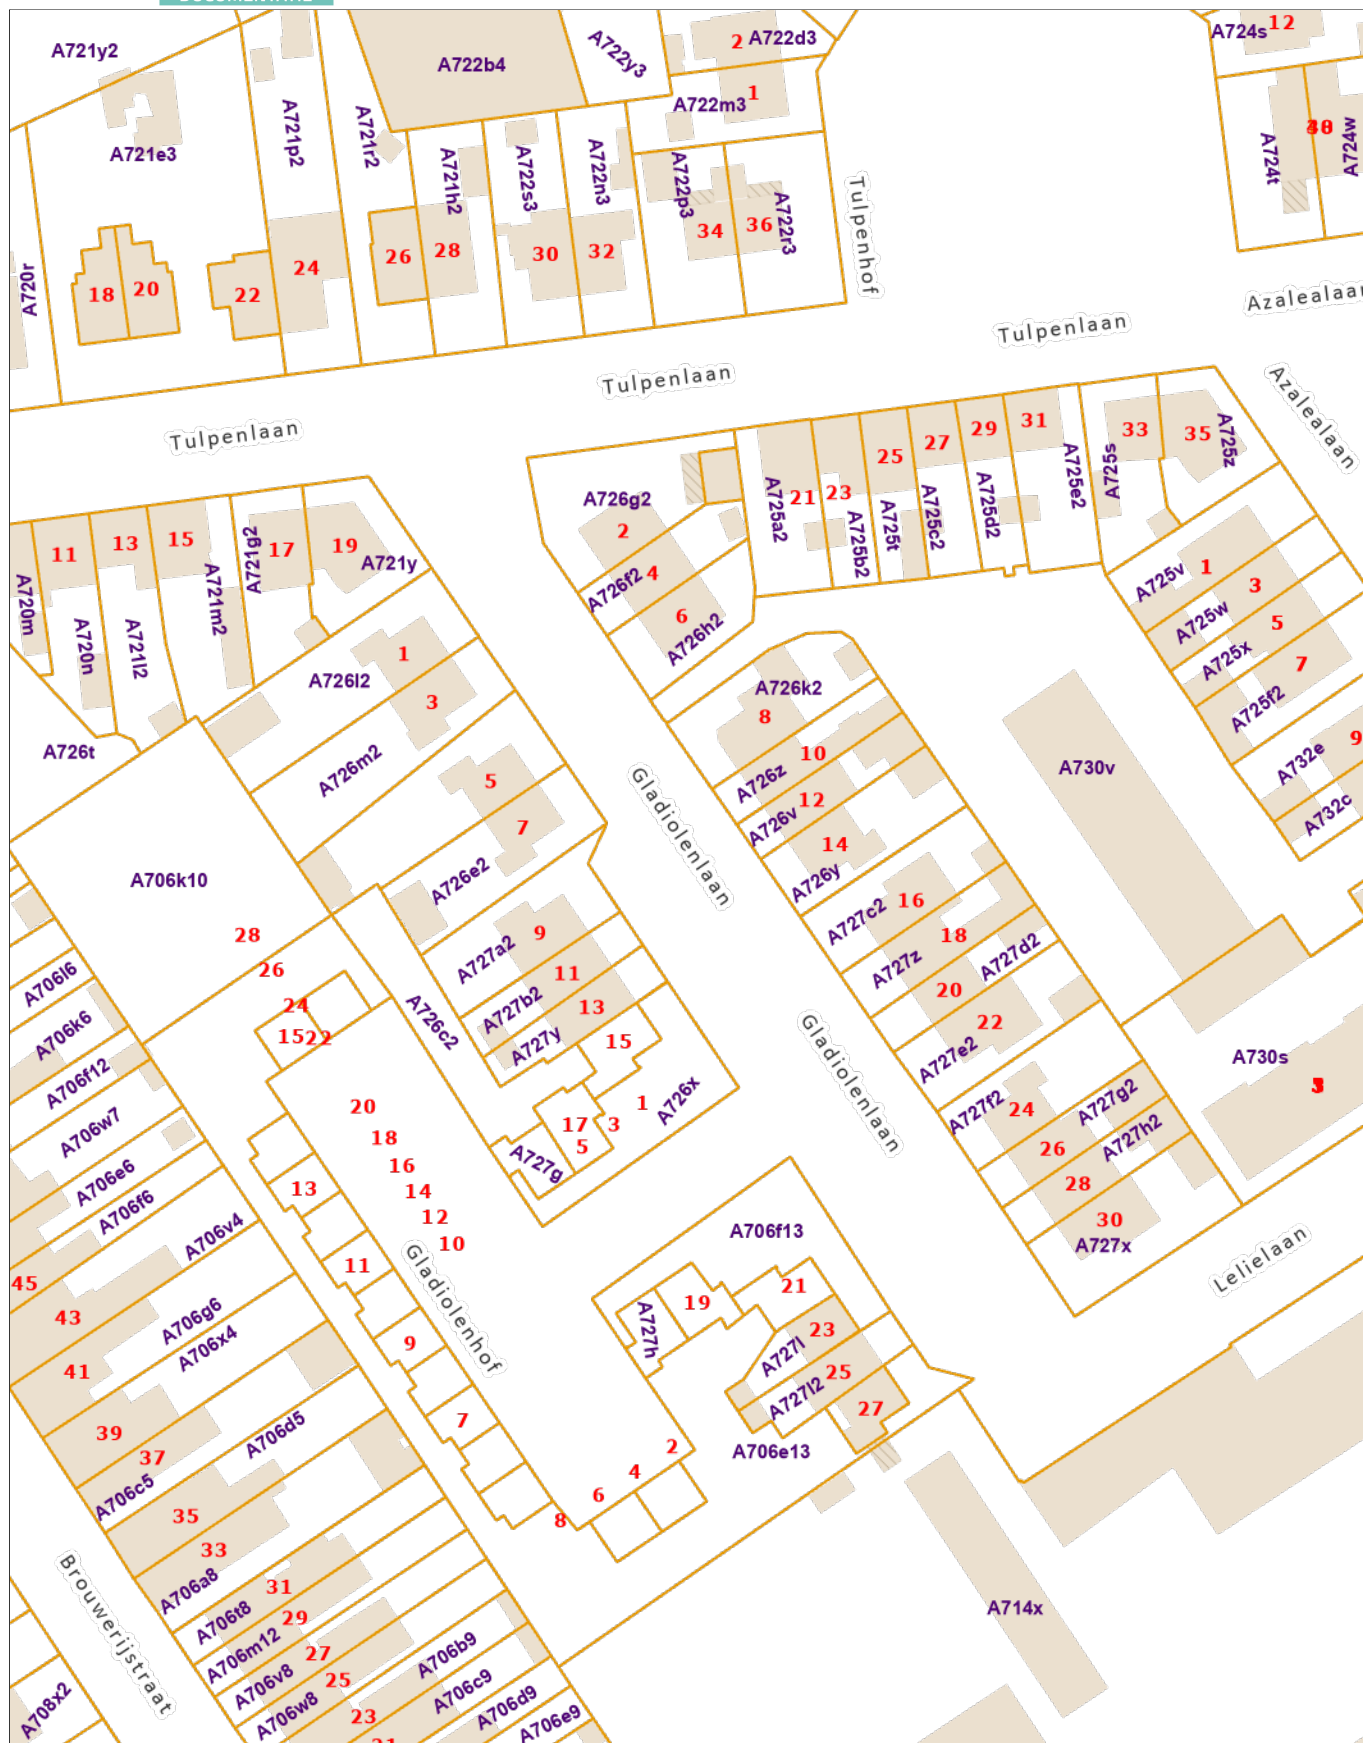 A721y2
A722b4
A722y3
2
A722d3
A724s
12
A722m3
1
A721e3
A721p2
A721r2
A721h2
A722s3
A722n3
A722p3
A722r3
34
36
Tulpenhof
A724t
A724w
A720r
18
20
22
24
26
28
30
32
Azalealaan
Tulpenlaan
Tulpenlaan
Tulpenlaan
Azalealaan
A726g2
2
A726f2
4
6
A726h2
A725a2
21
23
A725b2
25
A725t
27
A725c2
29
A725d2
31
A725e2
A725s
33
35
A725z
11
13
15
A721g2
17
19
A721y
A720m
A720n
A721l2
A721m2
A725v
1
A725w
3
A725x
5
7
A725f2
A726l2
1
3
A726t
A726m2
5
7
A726k2
8
10
A726z
12
A726v
14
A726y
A730v
A732e
9
A732c
Gladiolenlaan
A706k10
28
26
24
15
22
A726e2
9
A727a2
11
A727b2
13
A727y
15
A726c2
16
A727c2
18
A727z
A727d2
20
22
A727e2
A706l6
A706k6
A706f12
A706w7
A706e6
A706f6
A706v4
Gladiolenlaan
A730s
20
18
16
14
12
10
1
3
A726x
17
5
A727g
A727f2
24
A727g2
26
A727h2
28
30
A727x
Lelielaan
13
11
9
7
Gladiolenhof
A706f13
45
43
41
A706g6
A706x4
39
37
A706c5
A706d5
35
33
A706a8
A727h
19
21
23
A727l
25
A727l2
27
A706e13
2
4
6
8
31
A706t8
29
A706m12
27
A706v8
25
A706w8
23
A706b9
A706c9
A706d9
A706e9
Brouwerijstraat
A708x2
A714x